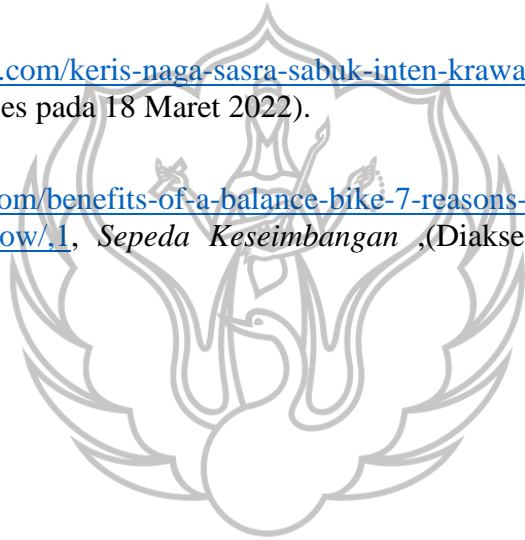 .com/keris-naga-sasra-sabuk-inten-krawa
es pada 18 Maret 2022).
om/benefits-of-a-balance-bike-7-reasons-
ow/,1, Sepeda Keseimbangan ,(Diakse